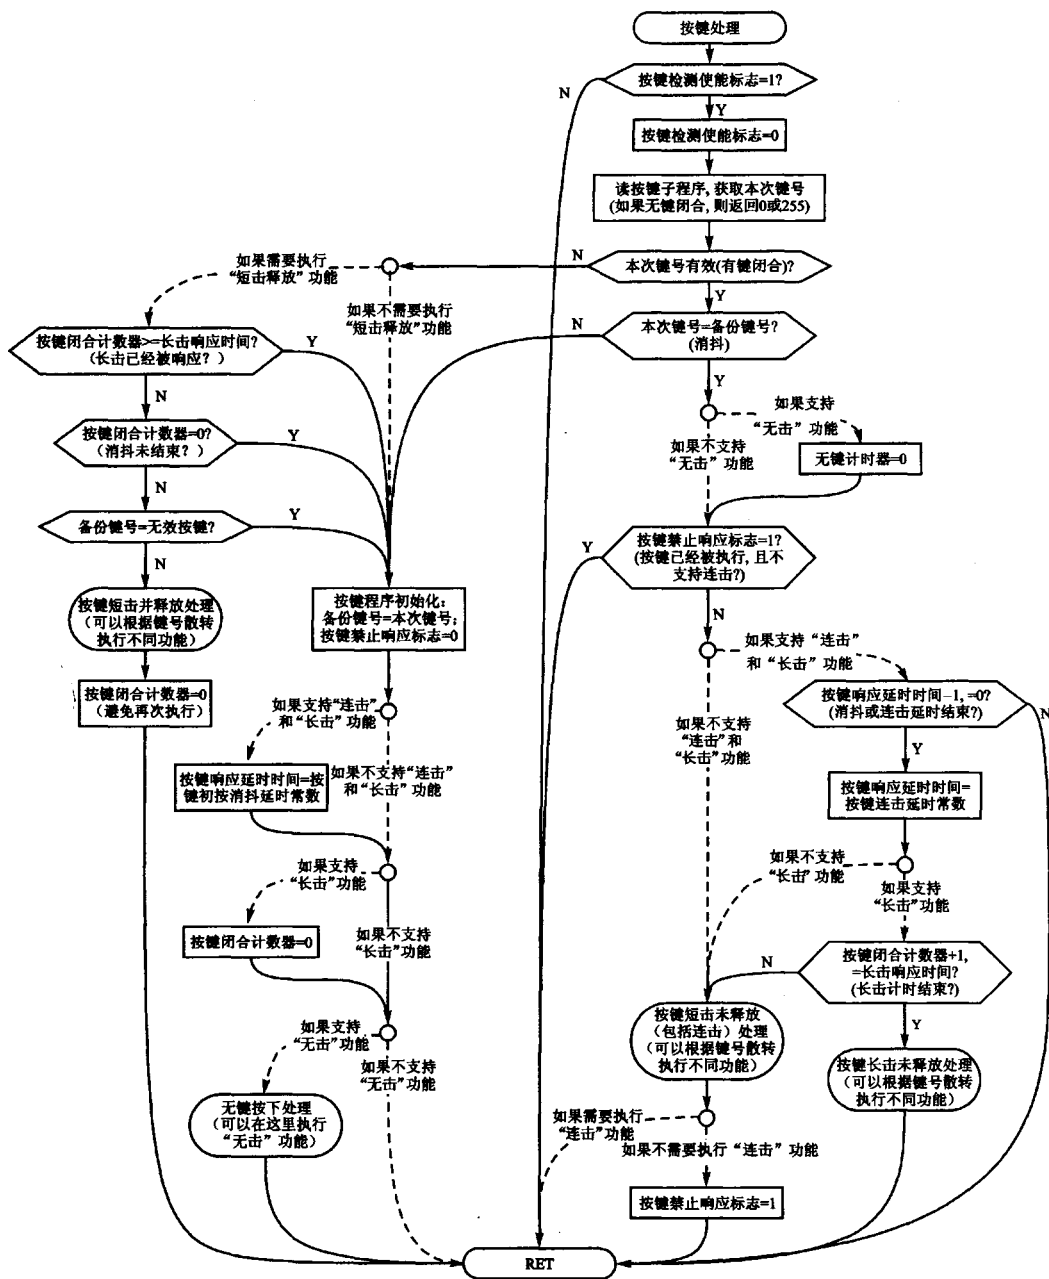 按键处理
按键检测使能标志=1?
N
Y
按键检测使能标志=0
读按键子程序, 获取本次键号
(如果无键闭合, 则返回0或255)
本次键号有效(有键闭合)?
N
Y
如果需要执行
“短击释放”功能
如果不需要执行
“短击释放”功能
本次键号=备份键号?
(消抖)
N
Y
按键闭合计数器>=长击响应时间?
（长击已经被响应？）
Y
N
如果支持
“无击”功能
如果不支持
“无击”功能
无键计时器=0
按键闭合计数器=0?
（消抖未结束？）
Y
N
备份键号=无效按键?
Y
N
按键禁止响应标志=1?
(按键已经被执行, 且不
支持连击?)
Y
N
按键短击并释放处理
（可以根据键号散转
执行不同功能）
按键程序初始化:
备份键号=本次键号;
按键禁止响应标志=0
如果支持“连击”
和“长击”功能
按键闭合计数器=0
（避免再次执行）
如果支持“连击”
和“长击”功能
如果不支持
“连击”和
“长击”功能
按键响应延时时间−1, =0?
(消抖或连击延时结束?)
N
Y
按键响应延时时间=按
键初按消抖延时常数
如果不支持“连击”
和“长击”功能
按键响应延时时间=
按键连击延时常数
如果支持
“长击”功能
如果不支持
“长击”功能
如果支持
“长击”功能
按键闭合计数器=0
如果不支持
“长击”功能
按键闭合计数器+1,
=长击响应时间?
(长击计时结束?)
N
Y
如果支持
“无击”功能
如果不支持
“无击”功能
按键短击未释放
（包括连击）处理
(可以根据键号散转
执行不同功能）
按键长击未释放处理
（可以根据键号散转
执行不同功能）
无键按下处理
（可以在这里执行
“无击”功能）
如果需要执行
“连击”功能
如果不需要执行“连击”功能
按键禁止响应标志=1
RET